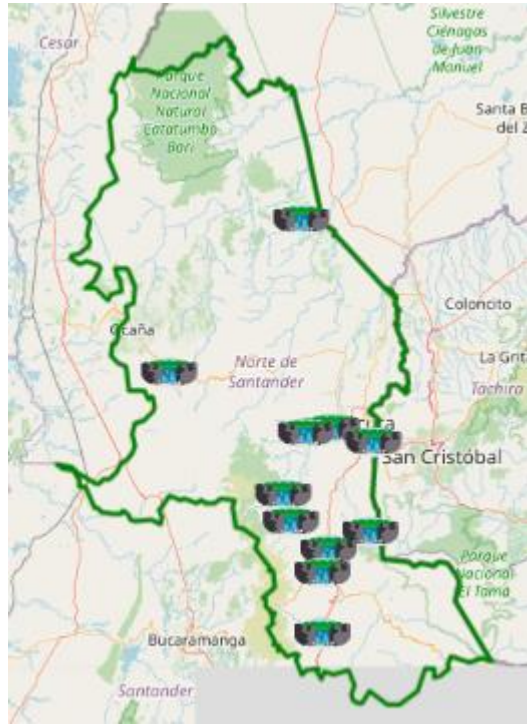 Silvestre
Ciénagas
de Juan
Manuel
Cesar
Parque
Nacional
Natural
Catatumbo
Barí
Santa B
del Z
Coloncito
Ocaña
La Grit
Norte de
Santander
Táchira
San Cristóbal
Parque
Nacional
El Tamá
Bucaramanga
Santander